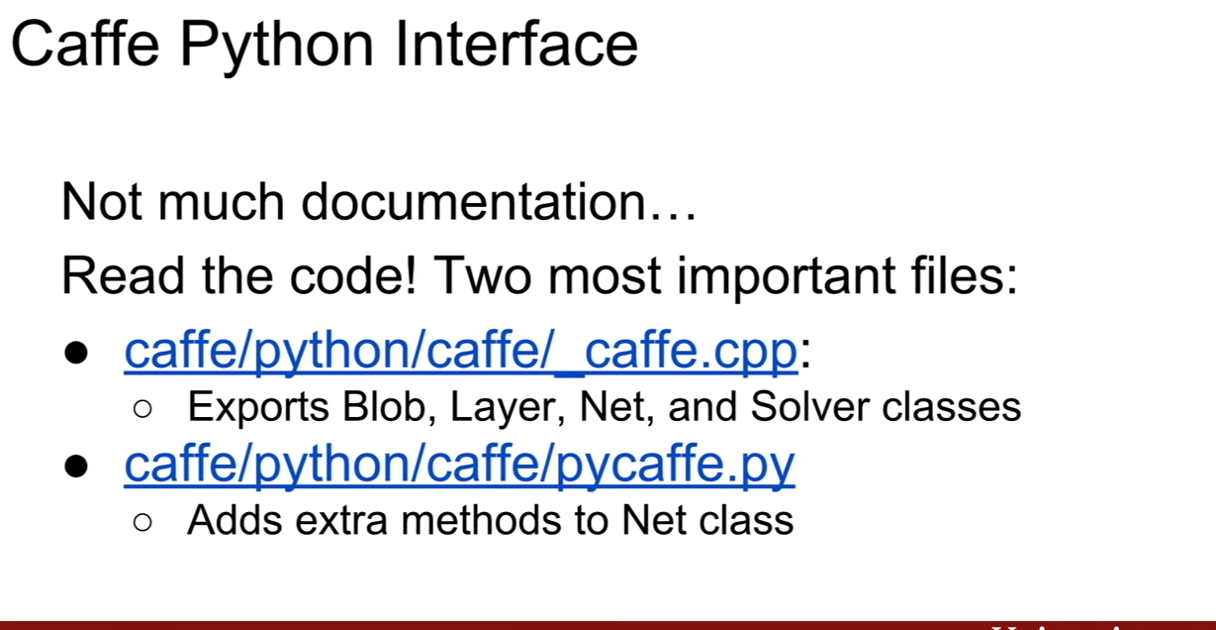 Caffe Python Interface
Not much documentation…
Read the code! Two most important files:
● caffe/python/caffe/_caffe.cpp:
○ Exports Blob, Layer, Net, and Solver classes
● caffe/python/caffe/pycaffe.py
○ Adds extra methods to Net class